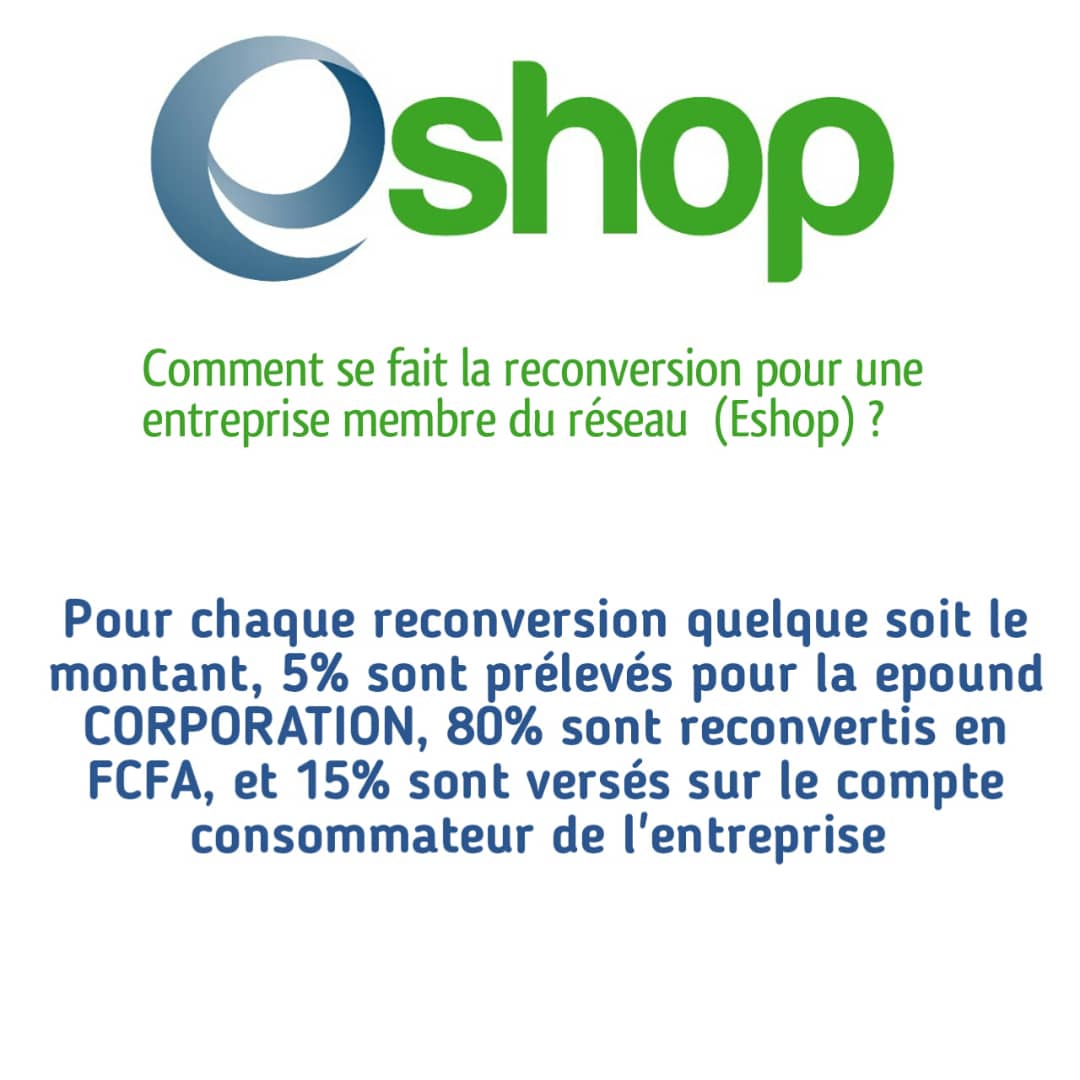 eshop
Comment se fait la reconversion pour une
entreprise membre du réseau (Eshop) ?
Pour chaque reconversion quelque soit le
montant, 5% sont prélevés pour la epound
CORPORATION, 80% sont reconvertis en
FCFA, et 15% sont versés sur le compte
consommateur de l'entreprise